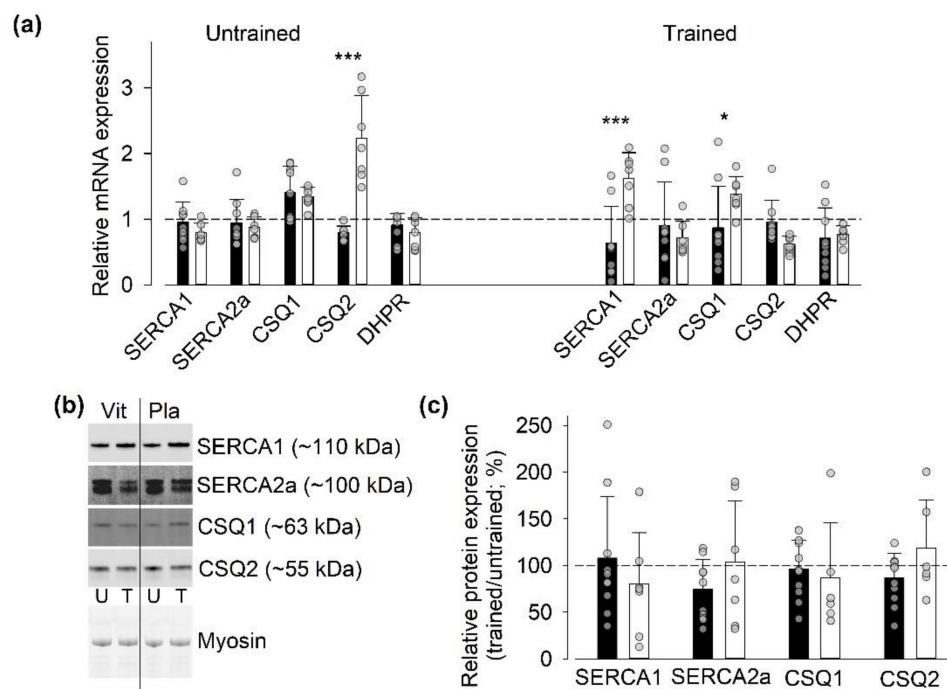 (a)
Untrained
Trained
Relative mRNA expression
3
2
1
0
***
***
*
SERCA1
SERCA2a
CSQ1
CSQ2
DHPR
SERCA1
SERCA2a
CSQ1
CSQ2
DHPR
(b)
Vit Pla
SERCA1 (~110 kDa)
SERCA2a (~100 kDa)
CSQ1 (~63 kDa)
CSQ2 (~55 kDa)
U T U T
Myosin
(c)
Relative protein expression
(trained/untrained; %)
250
200
150
100
50
0
SERCA1
SERCA2a
CSQ1
CSQ2